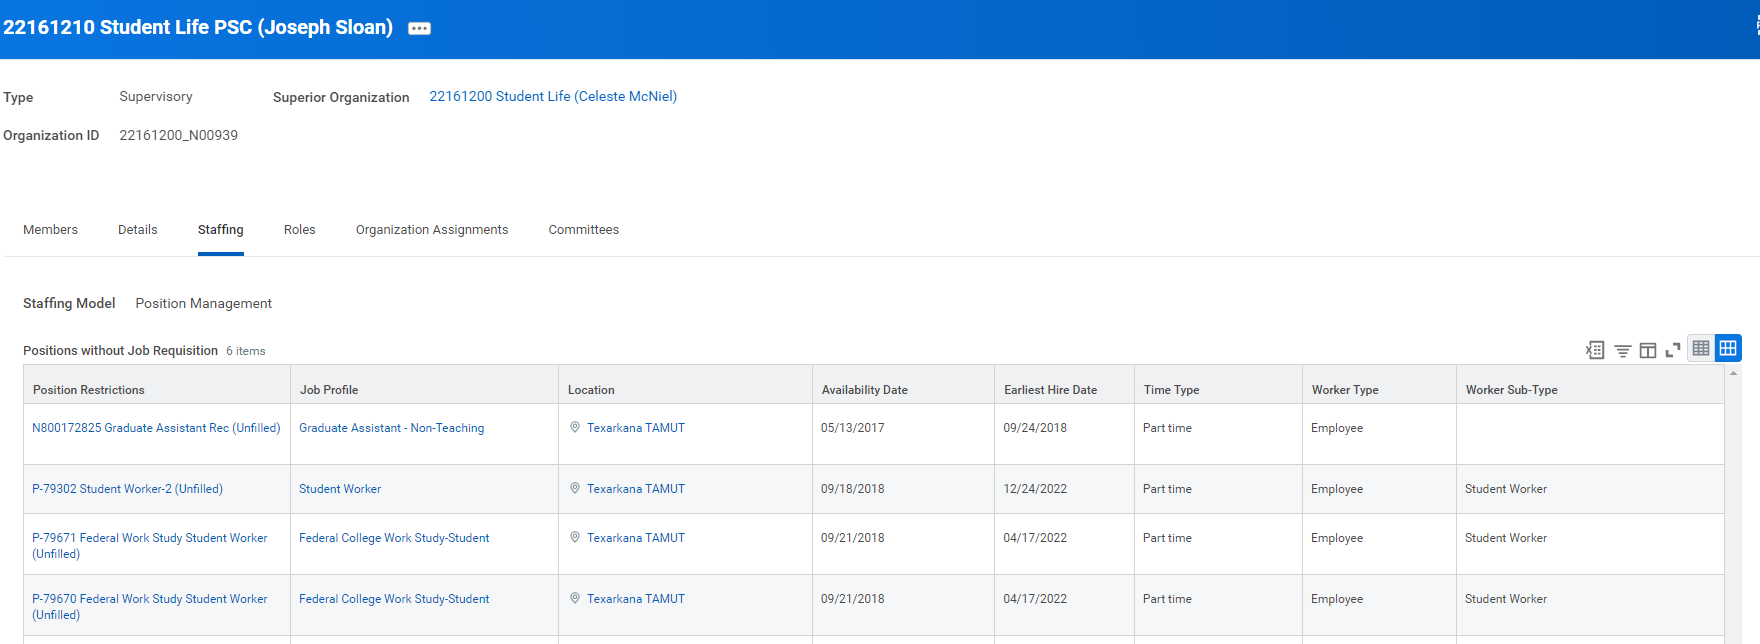 22161210 Student Life PSC (Joseph Sloan)
Type Supervisory Superior Organization 22161200 Student Life (Celeste McNiel)
Organization ID 22161200_N00939
Members Details Staffing Roles Organization Assignments Committees
Staffing Model Position Management
Positions without Job Requisition 6 items
Position Restrictions Job Profile Location Availability Date Earliest Hire Date Time Type Worker Type Worker Sub-Type
N800172825 Graduate Assistant Rec (Unfilled) Graduate Assistant - Non-Teaching Texarkana TAMUT 05/13/2017 09/24/2018 Part time Employee
P-79302 Student Worker-2 (Unfilled) Student Worker Texarkana TAMUT 09/18/2018 12/24/2022 Part time Employee Student Worker
P-79671 Federal Work Study Student Worker Federal College Work Study-Student Texarkana TAMUT 09/21/2018 04/17/2022 Part time Employee Student Worker
(Unfilled)
P-79670 Federal Work Study Student Worker Federal College Work Study-Student Texarkana TAMUT 09/21/2018 04/17/2022 Part time Employee Student Worker
(Unfilled)